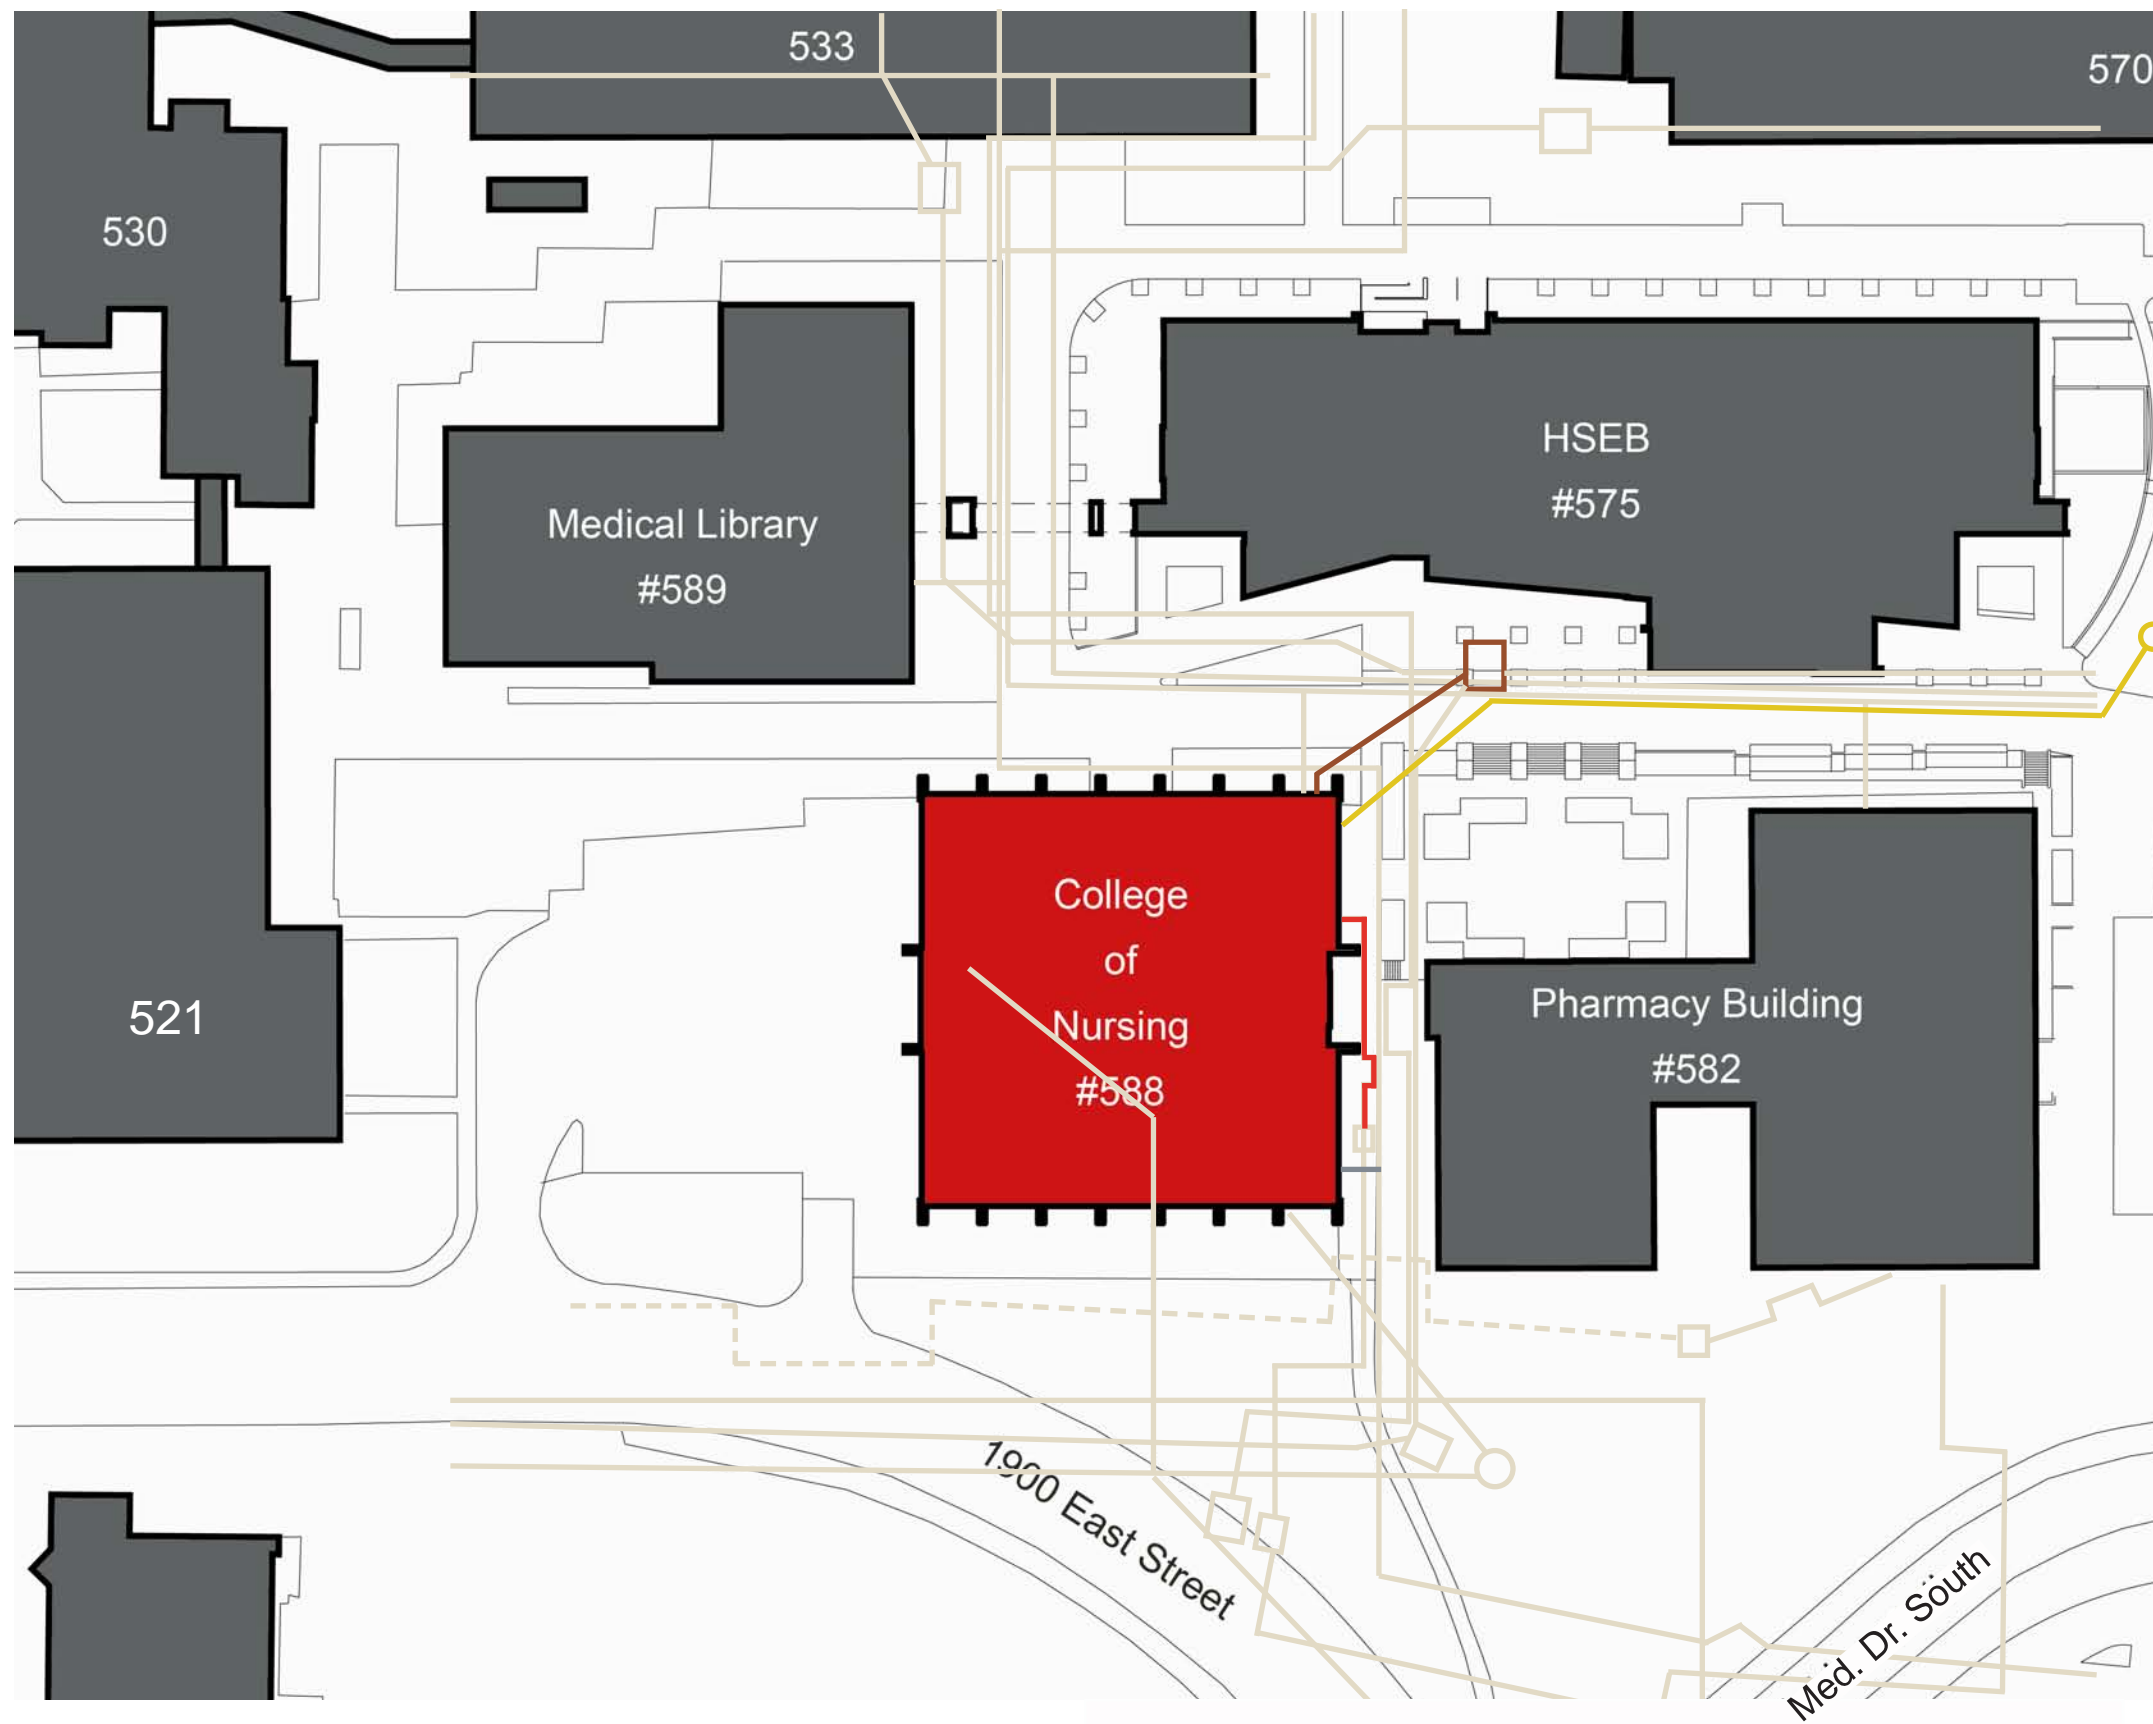 533
570
530
HSEB
#575
Medical Library
#589
College
of
Nursing
#588
521
Pharmacy Building
#582
1900 East Street
Med. Dr. South